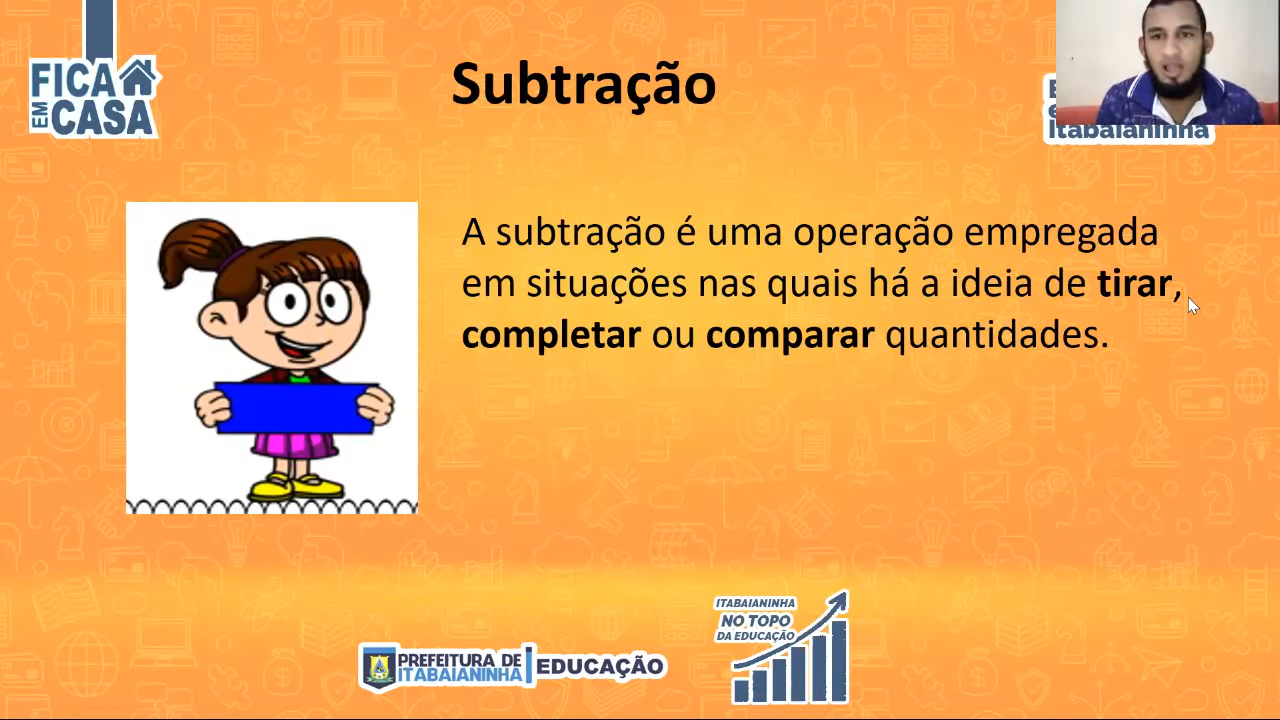 FICA
EM
CASA
Subtração
Itabaianinha
A subtração é uma operação empregada
em situações nas quais há a ideia de tirar,
completar ou comparar quantidades.
ITABAIANINHA
NO TOPO
DA EDUCAÇÃO
PREFEITURA DE
ITABAIANINHA
EDUCAÇÃO